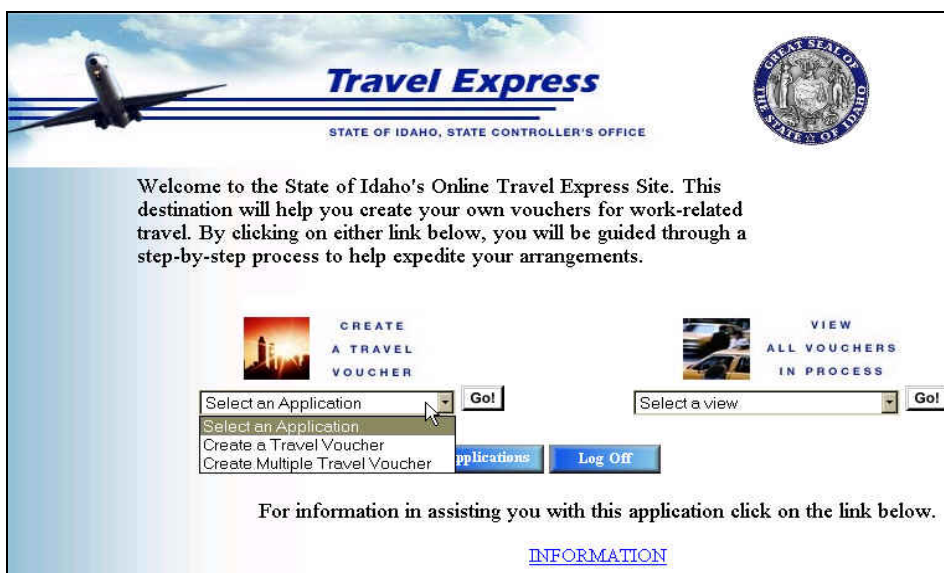 Travel Express
STATE OF IDAHO, STATE CONTROLLER'S OFFICE
GREAT SEAL OF
THE STATE OF IDAHO
Welcome to the State of Idaho's Online Travel Express Site. This
destination will help you create your own vouchers for work-related
travel. By clicking on either link below, you will be guided through a
step-by-step process to help expedite your arrangements.
CREATE
A TRAVEL
VOUCHER
Select an Application
Go!
Select an Application
Create a Travel Voucher
Create Multiple Travel Voucher
VIEW
ALL VOUCHERS
IN PROCESS
Select a view
Go!
pplications
Log Off
For information in assisting you with this application click on the link below.
INFORMATION